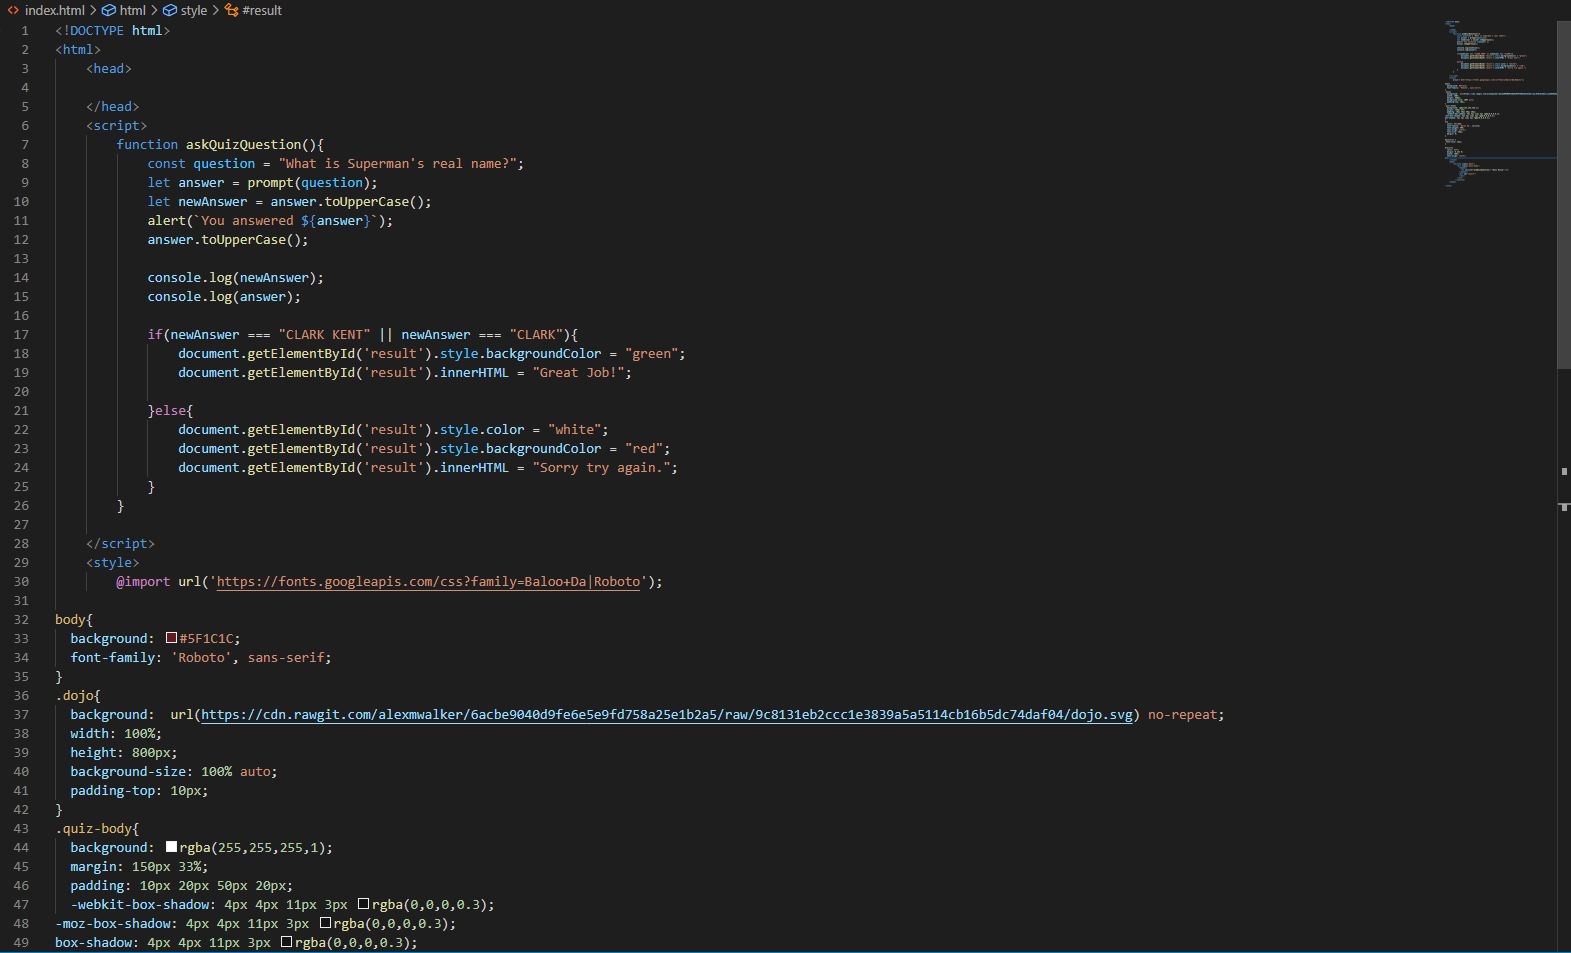 index.html > html > style > #result
1 <!DOCTYPE html>
2 <html>
3 <head>
4
5 </head>
6 <script>
7 function askQuizQuestion(){
8 const question = "What is Superman's real name?";
9 let answer = prompt(question);
10 let newAnswer = answer.toUpperCase();
11 alert(`You answered ${answer}`);
12 answer.toUpperCase();
13
14 console.log(newAnswer);
15 console.log(answer);
16
17 if(newAnswer === "CLARK KENT" || newAnswer === "CLARK"){
18 document.getElementById('result').style.backgroundColor = "green";
19 document.getElementById('result').innerHTML = "Great Job!";
20
21 }else{
22 document.getElementById('result').style.color = "white";
23 document.getElementById('result').style.backgroundColor = "red";
24 document.getElementById('result').innerHTML = "Sorry try again.";
25 }
26 }
27
28 </script>
29 <style>
30 @import url('https://fonts.googleapis.com/css?family=Baloo+Da|Roboto');
31
32 body{
33 background: #5F1C1C;
34 font-family: 'Roboto', sans-serif;
35 }
36 .dojo{
37 background: url(https://cdn.rawgit.com/alexmwalker/6acbe9040d9fe6e5e9fd758a25e1b2a5/raw/9c8131eb2ccc1e3839a5a5114cb16b5dc74daf04/dojo.svg) no-repeat;
38 width: 100%;
39 height: 800px;
40 background-size: 100% auto;
41 padding-top: 10px;
42 }
43 .quiz-body{
44 background: rgba(255,255,255,1);
45 margin: 150px 33%;
46 padding: 10px 20px 50px 20px;
47 -webkit-box-shadow: 4px 4px 11px 3px rgba(0,0,0,0.3);
48 -moz-box-shadow: 4px 4px 11px 3px rgba(0,0,0,0.3);
49 box-shadow: 4px 4px 11px 3px rgba(0,0,0,0.3);